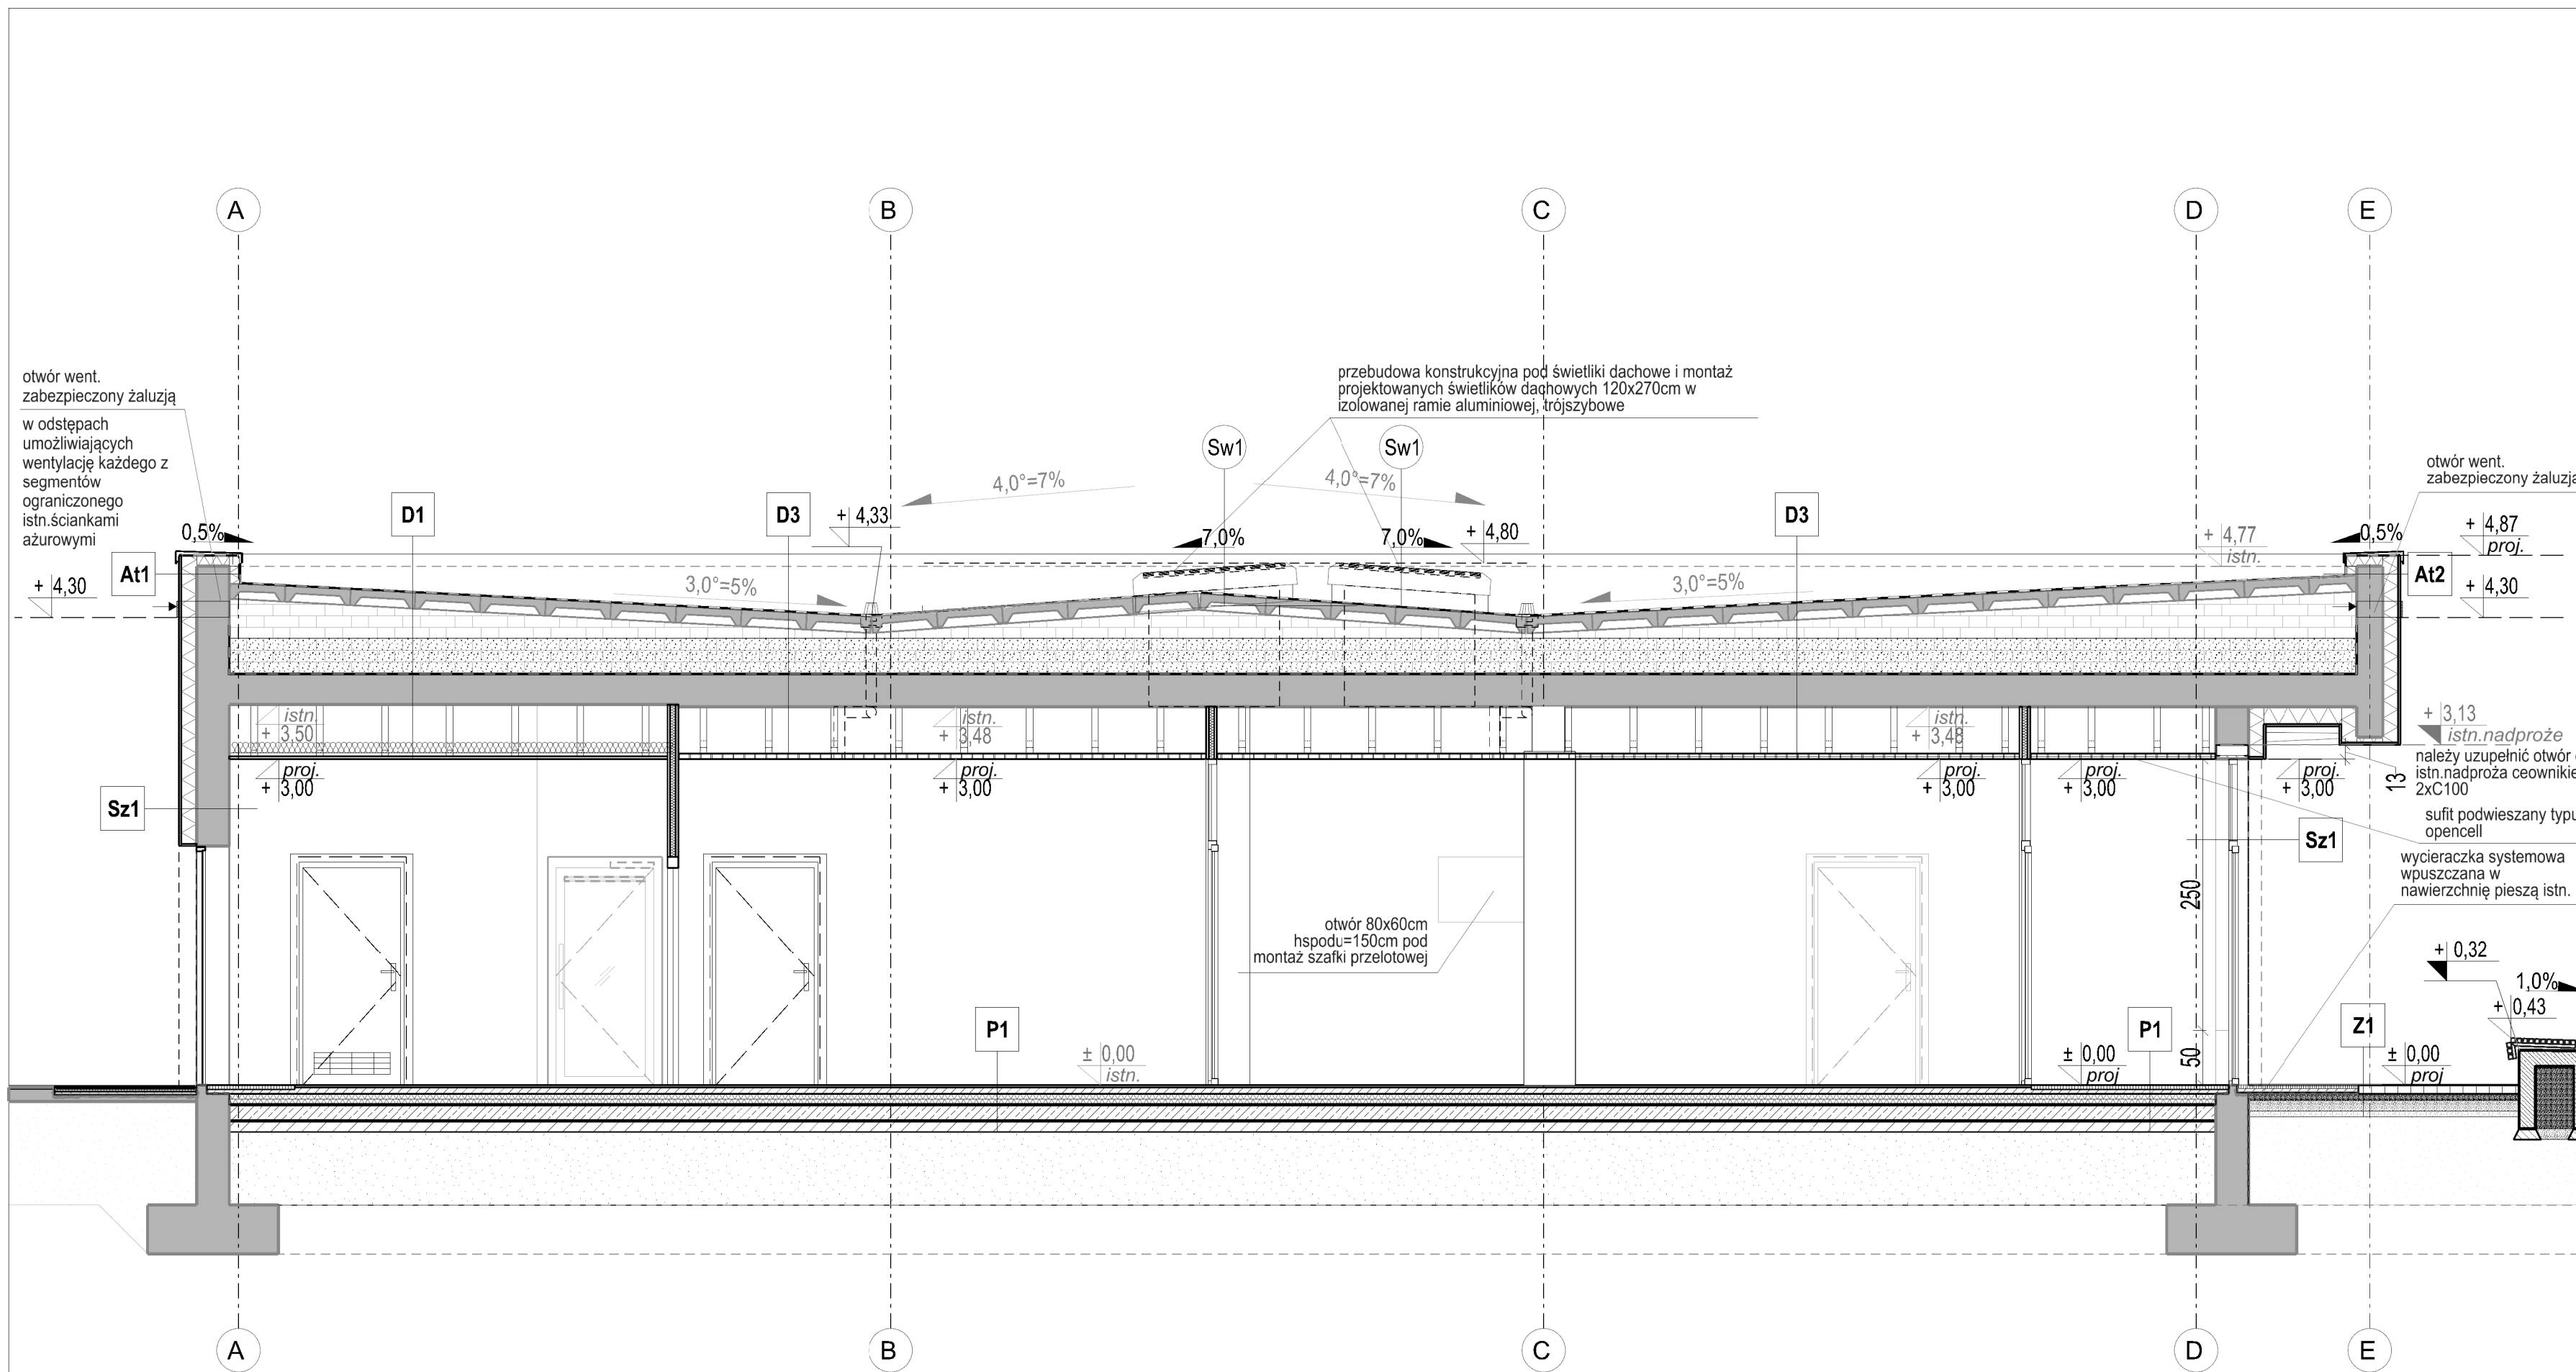 A
B
C
D
E
otwór went.
zabezpieczony żaluzją
w odstępach
umożliwiających
wentylację każdego z
segmentów
ograniczonego
istn.ściankami
ażurowymi
przebudowa konstrukcyjna pod świetliki dachowe i montaż
projektowanych świetlików dachowych 120x270cm w
izolowanej ramie aluminiowej, trójszybowe
Sw1
Sw1
4,0°=7%
4,0°=7%
otwór went.
zabezpieczony żaluzją
D1
D3
D3
+ 4,33
0,5%
7,0%
7,0%
+ 4,80
+ 4,77
istn.
0,5%
+ 4,87
proj.
At1
At2
+ 4,30
3,0°=5%
3,0°=5%
+ 4,30
istn.
+ 3,50
istn.
+ 3,48
istn.
+ 3,48
+ 3,13
istn.nadproże
należy uzupełnić otwór
istn.nadproża
2xC100
13
proj.
+ 3,00
proj.
+ 3,00
proj.
+ 3,00
proj.
+ 3,00
proj.
+ 3,00
Sz1
sufit podwieszany typu
opencell
Sz1
wycieraczka systemowa
wpuszczana w
nawierzchnię pieszą istn.
250
otwór 80x60cm
hspodu=150cm pod
montaż szafki przelotowej
+ 0,32
1,0%
+ 0,43
P1
P1
Z1
± 0,00
istn.
± 0,00
proj
50
± 0,00
proj
A
B
C
D
E